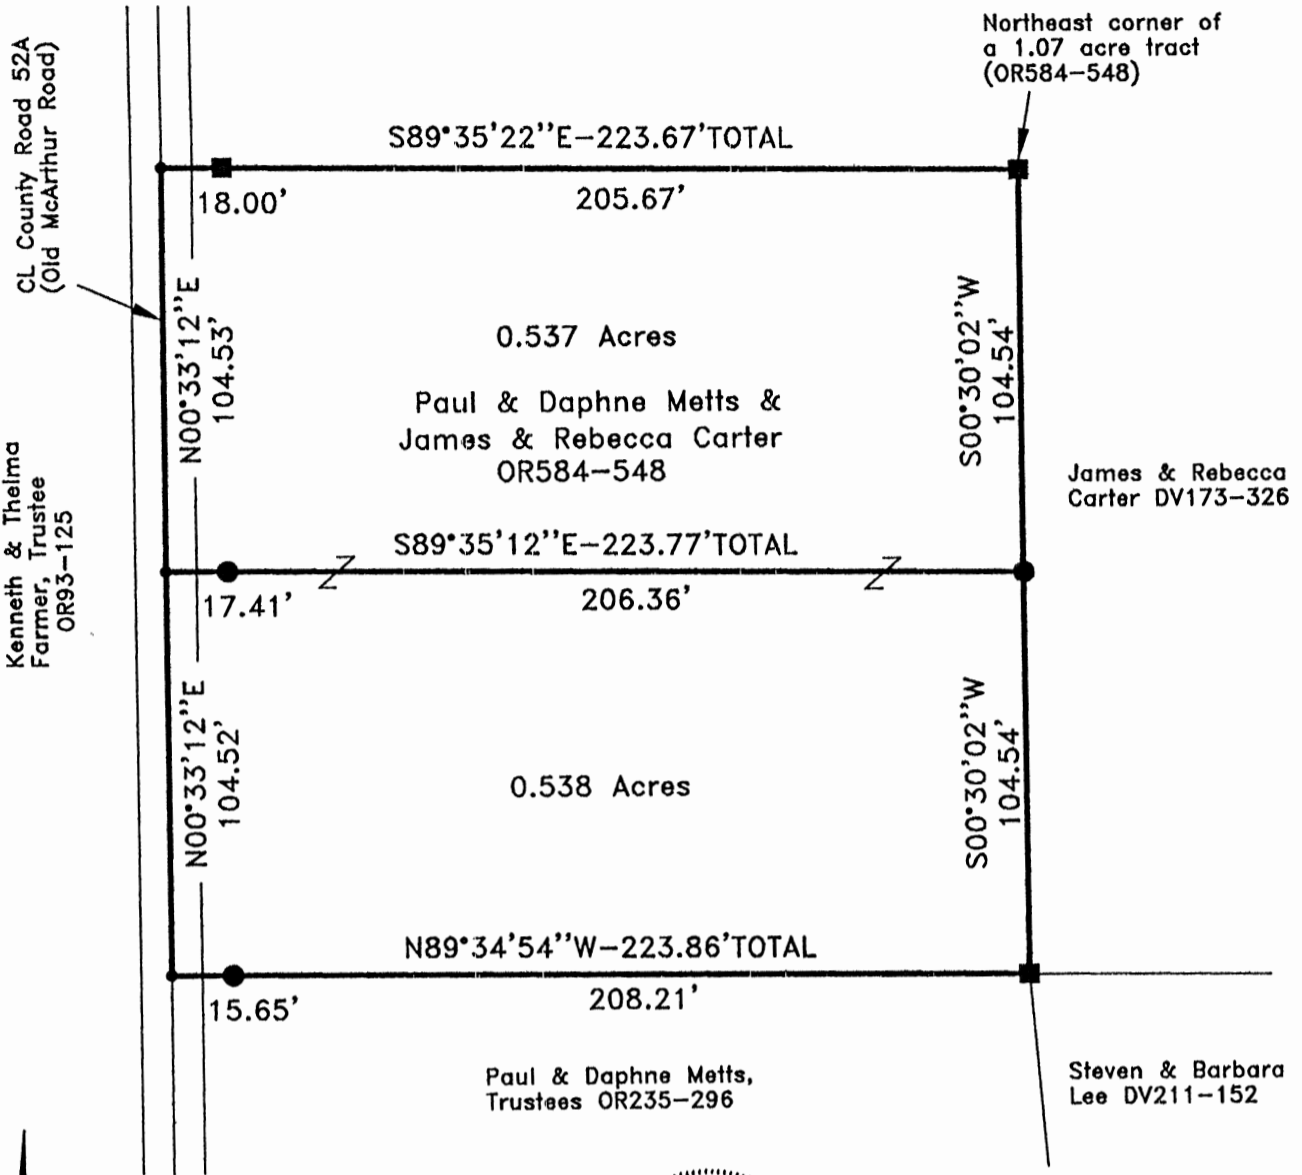 Northeast corner of
a 1.07 acre tract
(OR584-548)
CL County Road 52A
(Old McArthur Road)
S89°35'22''E-223.67'TOTAL
18.00'
205.67'
N00°33'12''E
104.53'
0.537 Acres
Paul & Daphne Metts &
James & Rebecca Carter
OR584-548
S00°30'02''W
104.54'
James & Rebecca
Carter DV173-326
Kenneth & Thelma
Farmer, Trustee
OR93-125
S89°35'12''E-223.77'TOTAL
17.41'
206.36'
N00°33'12''E
104.52'
0.538 Acres
S00°30'02''W
104.54'
N89°34'54''W-223.86'TOTAL
15.65'
208.21'
Paul & Daphne Metts,
Trustees OR235-296
Steven & Barbara
Lee DV211-152